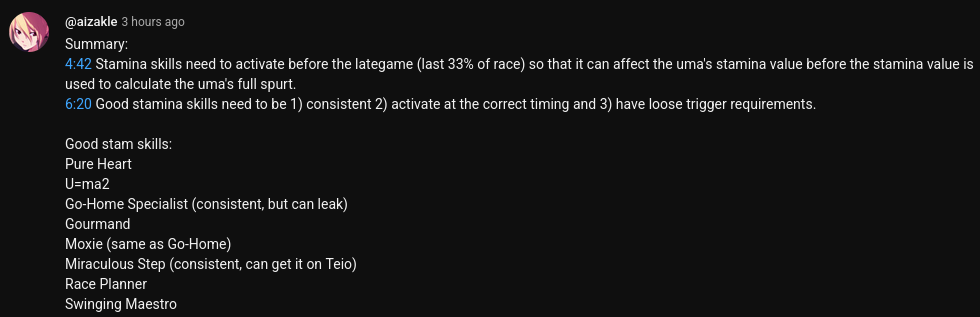 @aizakle 3 hours ago
Summary:
4:42 Stamina skills need to activate before the lategame (last 33% of race) so that it can affect the uma's stamina value before the stamina value is
used to calculate the uma's full spurt.
6:20 Good stamina skills need to be 1) consistent 2) activate at the correct timing and 3) have loose trigger requirements.
Good stam skills:
Pure Heart
U=ma2
Go-Home Specialist (consistent, but can leak)
Gourmand
Moxie (same as Go-Home)
Miraculous Step (consistent, can get it on Teio)
Race Planner
Swinging Maestro